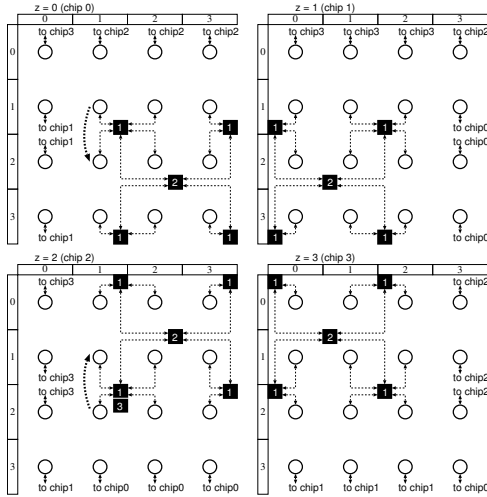 z = 0 (chip 0)
0 1 2 3
to chip3 to chip2 to chip2 to chip2
0
1
1 1
to chip1
to chip1
2
2
3
1 1
to chip1
z = 1 (chip 1)
0 1 2 3
to chip3 to chip3 to chip3 to chip2
0
1
1 1
to chip0
to chip0
2
2
3
1 1
to chip0
z = 2 (chip 2)
0 1 2 3
to chip3
1 1
0
2
1
to chip3
to chip3
1 1
3
2
3
to chip1 to chip0 to chip0 to chip0
z = 3 (chip 3)
0 1 2 3
1 1
to chip2
0
2
1
to chip2
to chip2
1 1
2
3
to chip1 to chip1 to chip1 to chip0